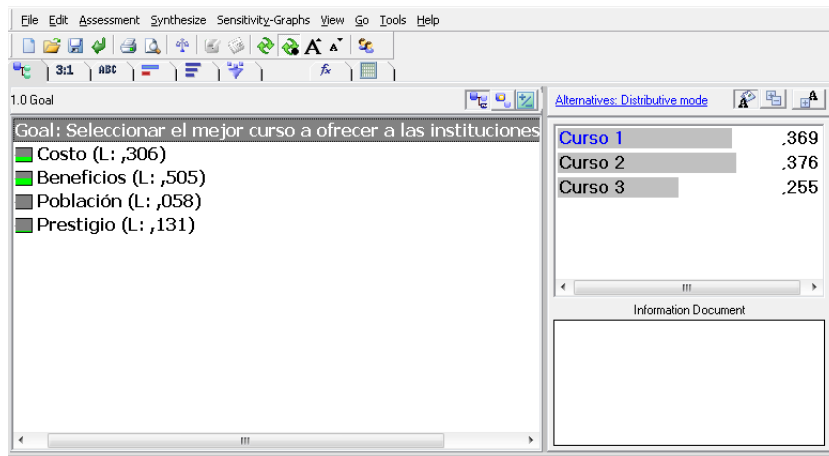 File Edit Assessment Synthesize Sensitivity-Graphs View Go Tools Help
A A
3:1 ABC fx
1.0 Goal
Alternatives: Distributive mode
A
Goal: Seleccionar el mejor curso a ofrecer a las instituciones
Costo (L: ,306)
Beneficios (L: ,505)
Población (L: ,058)
Prestigio (L: ,131)
Curso 1 ,369
Curso 2 ,376
Curso 3 ,255
Information Document